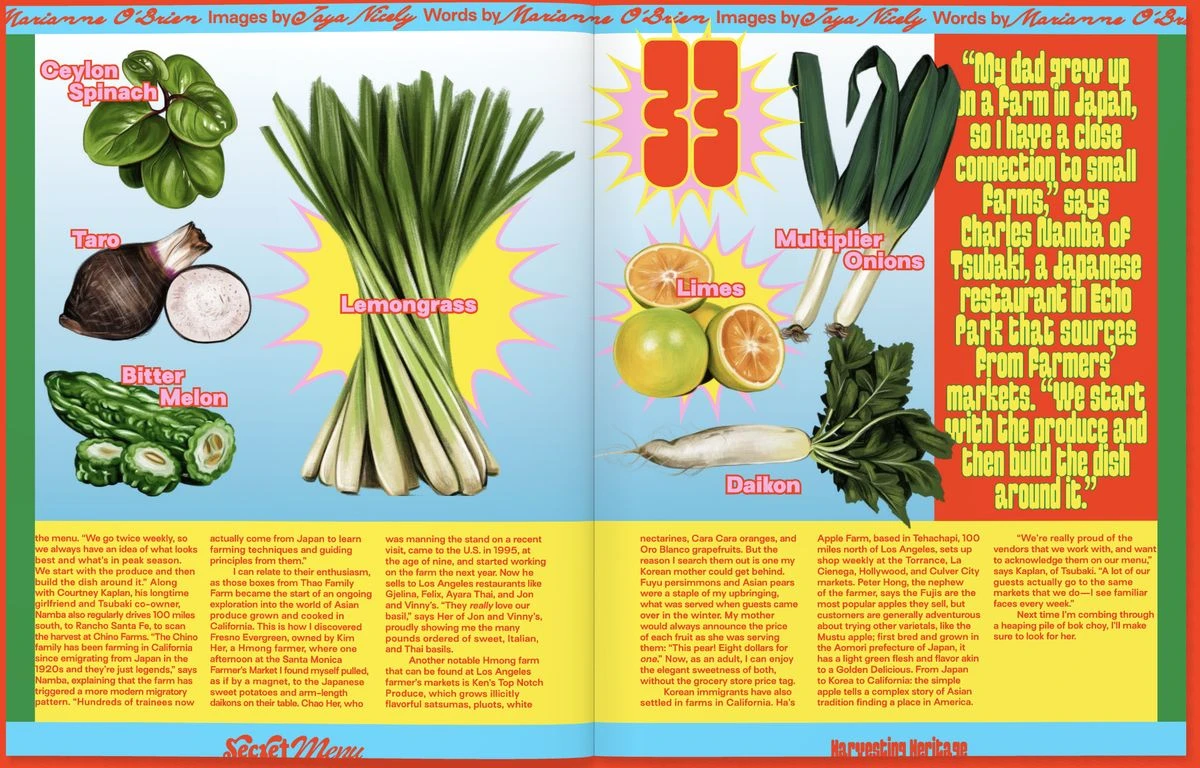 Marianne O'Brien Images by Jaya Nicely Words by Marianne O'Brien Images by Jaya Nicely Words by Marianne O'Brien
Ceylon
Spinach
Taro
Bitter
Melon
Lemongrass
Limes
Multiplier
Onions
Daikon
“My dad grew up
on a farm in Japan,
so I have a close
connection to small
farms,” says
Charles Namba of
Tsubaki, a Japanese
restaurant in Echo
Park that sources
from farmers’
markets. “We start
with the produce and
then build the dish
around it.”
the menu. “We go twice weekly, so
we always have an idea of what looks
best and what’s in peak season.
We start with the produce and then
build the dish around it.” Along
with Courtney Kaplan, his longtime
girlfriend and Tsubaki co-owner,
Namba also regularly drives 100 miles
south, to Rancho Santa Fe, to scan
the harvest at Chino Farms. “The Chino
family has been farming in California
since emigrating from Japan in the
1920s and they’re just legends,” says
Namba, explaining that the farm has
triggered a more modern migratory
pattern. “Hundreds of trainees now
actually come from Japan to learn
farming techniques and guiding
principles from them.”
I can relate to their enthusiasm,
as those boxes from Thao Family
Farm became the start of an ongoing
exploration into the world of Asian
produce grown and cooked in
California. This is how I discovered
Fresno Evergreen, owned by Kim
Her, a Hmong farmer, where one
afternoon at the Santa Monica
Farmer’s Market I found myself pulled,
as if by a magnet, to the Japanese
sweet potatoes and arm-length
daikons on their table. Chao Her, who
was manning the stand on a recent
visit, came to the U.S. in 1995, at
the age of nine, and started working
on the farm the next year. Now he
sells to Los Angeles restaurants like
Gjelina, Felix, Ayara Thai, and Jon
and Vinny’s. “They really love our
basil,” says Her of Jon and Vinny’s,
proudly showing me the many
pounds ordered of sweet, Italian,
and Thai basils.
Another notable Hmong farm
that can be found at Los Angeles
farmer’s markets is Ken’s Top Notch
Produce, which grows illicitly
flavorful satsumas, pluots, white
nectarines, Cara Cara oranges, and
Oro Blanco grapefruits. But the
reason I search them out is one my
Korean mother could get behind.
Fuyu persimmons and Asian pears
were a staple of my upbringing,
what was served when guests came
over in the winter. My mother
would always announce the price
of each fruit as she was serving
them: “This pear! Eight dollars for
one.” Now, as an adult, I can enjoy
the elegant sweetness of both,
without the grocery store price tag.
Korean immigrants have also
settled in farms in California. Ha’s
Apple Farm, based in Tehachapi, 100
miles north of Los Angeles, sets up
shop weekly at the Torrance, La
Cienega, Hollywood, and Culver City
markets. Peter Hong, the nephew
of the farmer, says the Fujis are the
most popular apples they sell, but
customers are generally adventurous
about trying other varietals, like the
Mustu apple; first bred and grown in
the Aomori prefecture of Japan, it
has a light green flesh and flavor akin
to a Golden Delicious. From Japan
to Korea to California: the simple
apple tells a complex story of Asian
tradition finding a place in America.
“We’re really proud of the
vendors that we work with, and want
to acknowledge them on our menu,”
says Kaplan, of Tsubaki. “A lot of our
guests actually go to the same
markets that we do—I see familiar
faces every week.”
Next time I’m combing through
a heaping pile of bok choy, I’ll make
sure to look for her.
Secret Menu
Harvesting Heritage